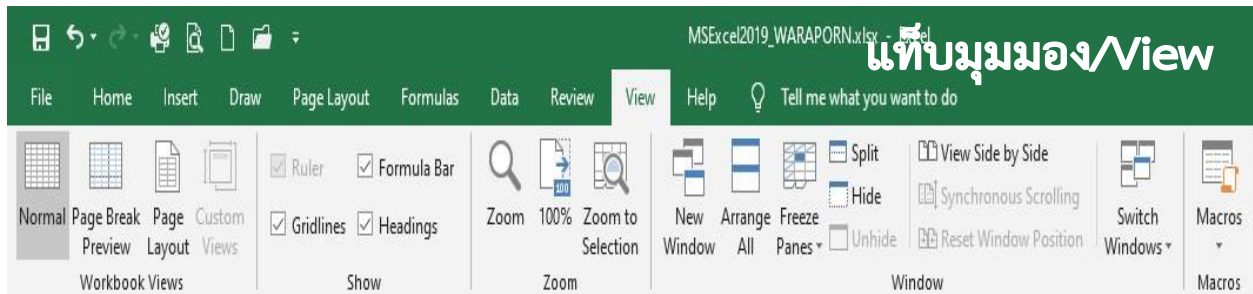 MSExcel2019_WARAPORN.xlsx - Excel
แท็บมุมมอง/View
File Home Insert Draw Page Layout Formulas Data Review View Help Tell me what you want to do
Normal
Page Break Preview
Page Layout
Custom Views
Workbook Views
Ruler
Formula Bar
Gridlines
Headings
Show
Zoom
100
100%
Zoom to Selection
Zoom
New Window
Arrange All
Freeze Panes
Split
Hide
Unhide
View Side by Side
Synchronous Scrolling
Reset Window Position
Switch Windows
Window
Macros
Macros